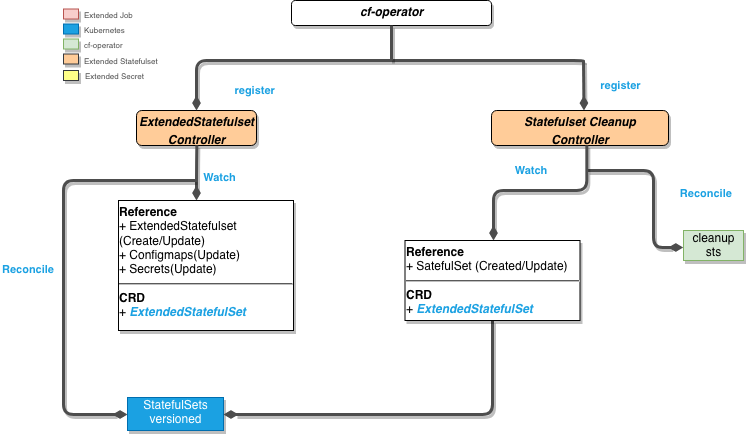 cf-operator
Extended Job
Kubernetes
cf-operator
Extended Statefulset
Extended Secret
register
register
ExtendedStatefulset
Controller
Statefulset Cleanup
Controller
Watch
Watch
Reconcile
Reference
+ ExtendedStatefulset
(Create/Update)
+ Configmaps(Update)
+ Secrets(Update)
CRD
+ ExtendedStatefulSet
Reconcile
Reference
+ SatefulSet (Created/Update)
CRD
+ ExtendedStatefulSet
cleanup
sts
StatefulSets
versioned